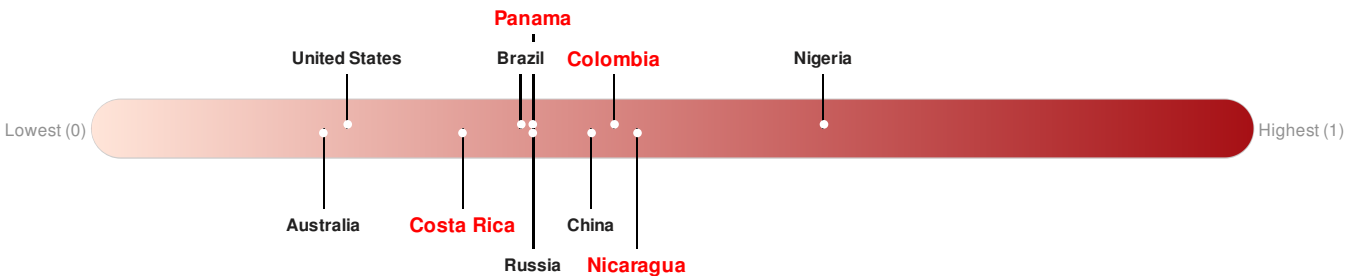 Panama
United States
Brazil
Colombia
Nigeria
Lowest (0)
Highest (1)
Australia
Costa Rica
China
Russia
Nicaragua